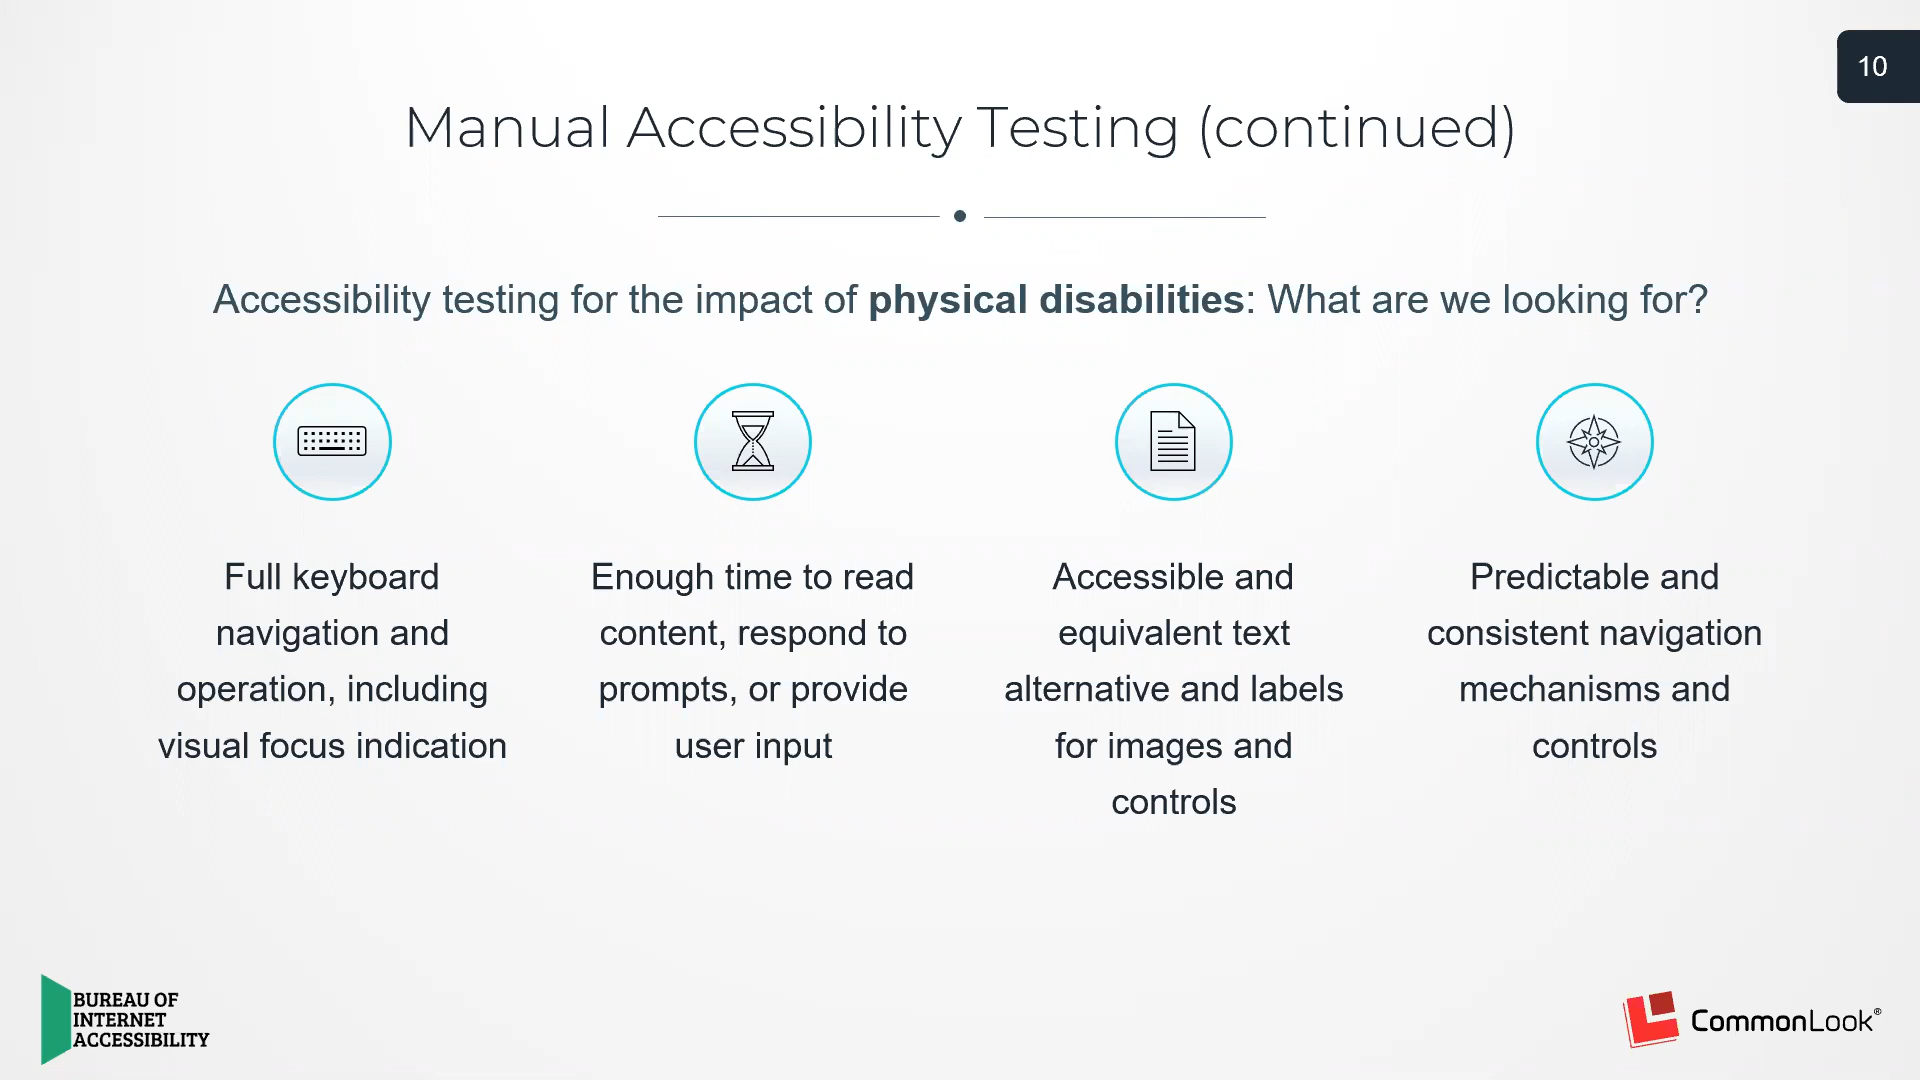 10
Manual Accessibility Testing (continued)
Accessibility testing for the impact of physical disabilities: What are we looking for?
Full keyboard
navigation and
operation, including
visual focus indication
Enough time to read
content, respond to
prompts, or provide
user input
Accessible and
equivalent text
alternative and labels
for images and
controls
Predictable and
consistent navigation
mechanisms and
controls
BUREAU OF
INTERNET
ACCESSIBILITY
CommonLook®